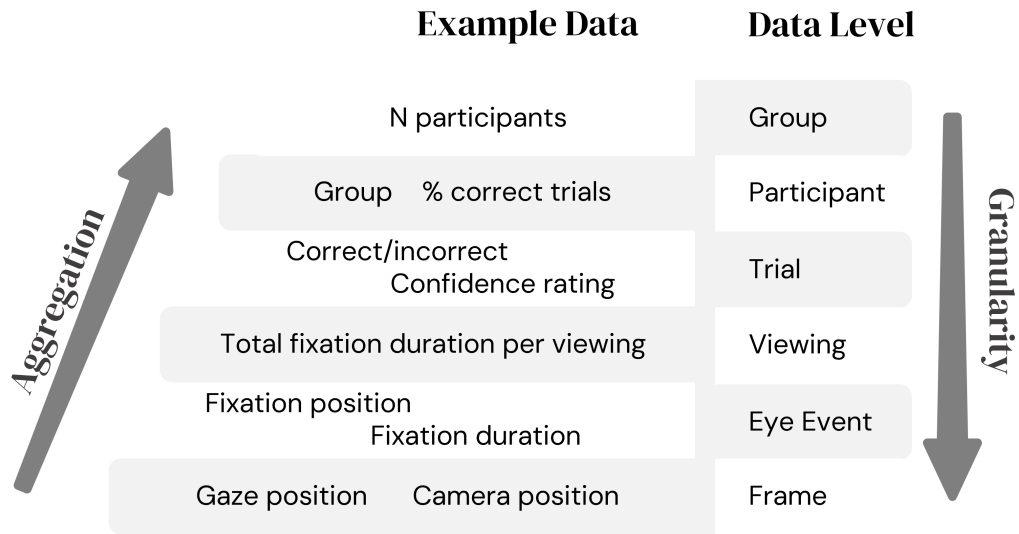 Example Data
Data Level
N participants
Group
Group % correct trials
Participant
Correct/incorrect
Confidence rating
Trial
Total fixation duration per viewing
Viewing
Fixation position
Fixation duration
Eye Event
Gaze position Camera position
Frame
Aggregation
Granularity